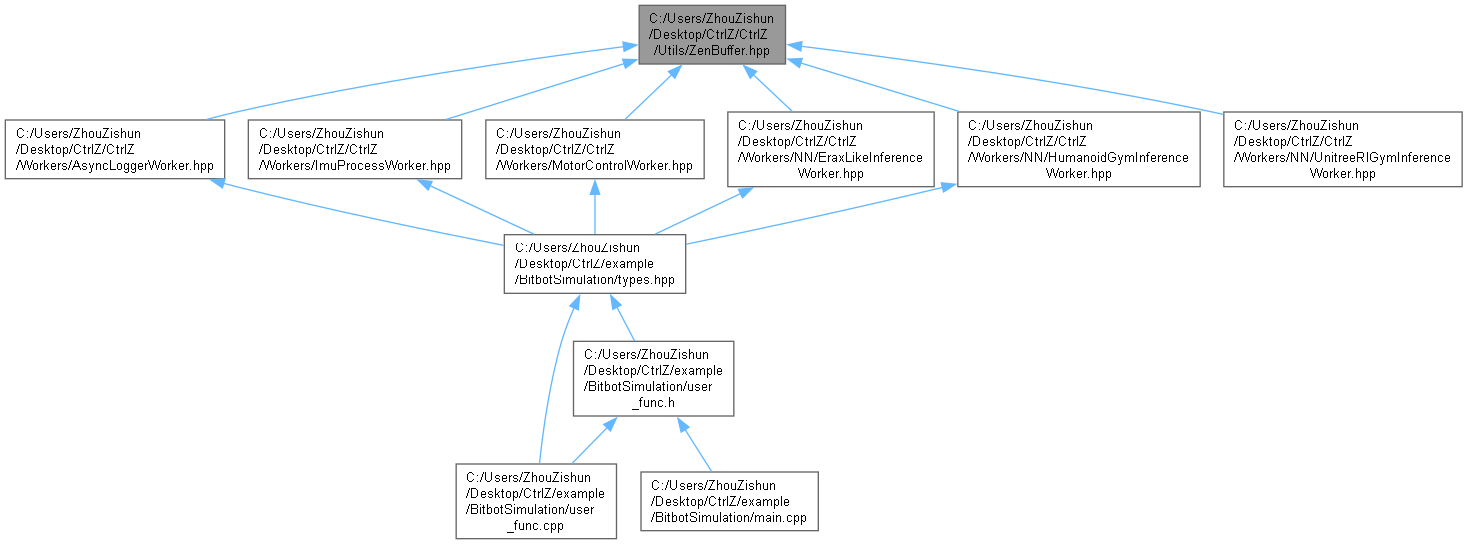 C:/Users/ZhouZishun
/Desktop/CtrlZ/CtrlZ
/Utils/ZenBuffer.hpp
C:/Users/ZhouZishun
/Desktop/CtrlZ/CtrlZ
/Workers/AsyncLoggerWorker.hpp
C:/Users/ZhouZishun
/Desktop/CtrlZ/CtrlZ
/Workers/ImuProcessWorker.hpp
C:/Users/ZhouZishun
/Desktop/CtrlZ/CtrlZ
/Workers/MotorControlWorker.hpp
C:/Users/ZhouZishun
/Desktop/CtrlZ/CtrlZ
/Workers/NN/EraxLikeInference
Worker.hpp
C:/Users/ZhouZishun
/Desktop/CtrlZ/CtrlZ
/Workers/NN/HumanoidGymInference
Worker.hpp
C:/Users/ZhouZishun
/Desktop/CtrlZ/CtrlZ
/Workers/NN/UnitreeRlGymInference
Worker.hpp
C:/Users/ZhouZishun
/Desktop/CtrlZ/example
/BitbotSimulation/types.hpp
C:/Users/ZhouZishun
/Desktop/CtrlZ/example
/BitbotSimulation/user
_func.h
C:/Users/ZhouZishun
/Desktop/CtrlZ/example
/BitbotSimulation/user
_func.cpp
C:/Users/ZhouZishun
/Desktop/CtrlZ/example
/BitbotSimulation/main.cpp